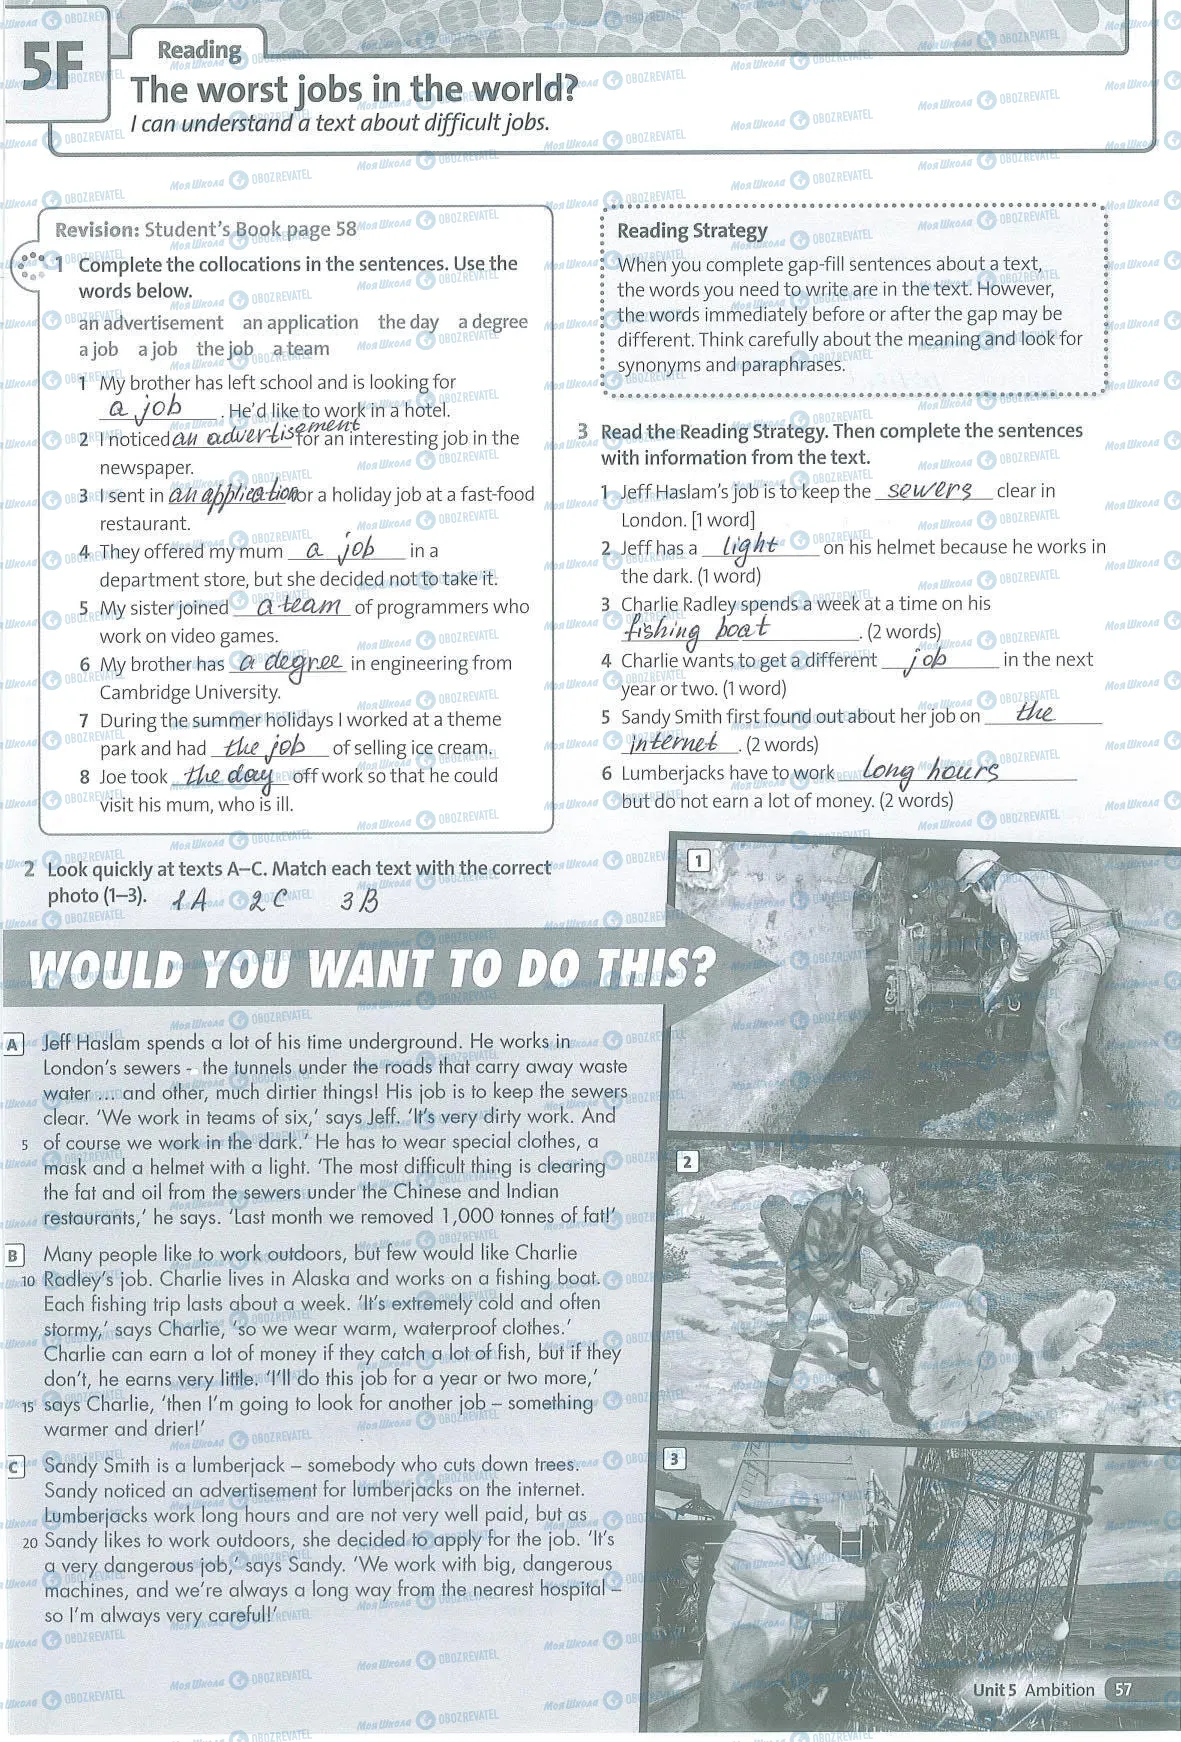 5F
Reading
The worst jobs in the world?
I can understand a text about difficult jobs.
Revision: Student's Book page 58
1 Complete the collocations in the sentences. Use the
words below.
an advertisement an application the day a degree
a job a job the job a team
1 My brother has left school and is looking for
a job. He'd like to work in a hotel.
2 I noticed an advertisement for an interesting job in the
newspaper.
3 I sent in an application for a holiday job at a fast-food
restaurant.
4 They offered my mum a job in a
department store, but she decided not to take it.
5 My sister joined a team of programmers who
work on video games.
6 My brother has a degree in engineering from
Cambridge University.
7 During the summer holidays I worked at a theme
park and had the job of selling ice cream.
8 Joe took the day off work so that he could
visit his mum, who is ill.
2 Look quickly at texts A–C. Match each text with the correct
photo (1–3). 1A 2C 3B
Reading Strategy
When you complete gap-fill sentences about a text,
the words you need to write are in the text. However,
the words immediately before or after the gap may be
different. Think carefully about the meaning and look for
synonyms and paraphrases.
3 Read the Reading Strategy. Then complete the sentences
with information from the text.
1 Jeff Haslam's job is to keep the sewers clear in
London. [1 word]
2 Jeff has a light on his helmet because he works in
the dark. (1 word)
3 Charlie Radley spends a week at a time on his
fishing boat. (2 words)
4 Charlie wants to get a different job in the next
year or two. (1 word)
5 Sandy Smith first found out about her job on the
internet. (2 words)
6 Lumberjacks have to work long hours
but do not earn a lot of money. (2 words)
WOULD YOU WANT TO DO THIS?
A Jeff Haslam spends a lot of his time underground. He works in
London's sewers - the tunnels under the roads that carry away waste
water ... and other, much dirtier things! His job is to keep the sewers
clear. 'We work in teams of six,' says Jeff. 'It's very dirty work. And
5 of course we work in the dark.' He has to wear special clothes, a
mask and a helmet with a light. 'The most difficult thing is clearing
the fat and oil from the sewers under the Chinese and Indian
restaurants,' he says. 'Last month we removed 1,000 tonnes of fat!'
B Many people like to work outdoors, but few would like Charlie
10 Radley's job. Charlie lives in Alaska and works on a fishing boat.
Each fishing trip lasts about a week. 'It's extremely cold and often
stormy,' says Charlie, 'so we wear warm, waterproof clothes.'
Charlie can earn a lot of money if they catch a lot of fish, but if they
don't, he earns very little. 'I'll do this job for a year or two more,'
15 says Charlie, 'then I'm going to look for another job – something
warmer and drier!'
C Sandy Smith is a lumberjack – somebody who cuts down trees.
Sandy noticed an advertisement for lumberjacks on the internet.
Lumberjacks work long hours and are not very well paid, but as
20 Sandy likes to work outdoors, she decided to apply for the job. 'It's
a very dangerous job,' says Sandy. 'We work with big, dangerous
machines, and we're always a long way from the nearest hospital –
so I'm always very careful!'
1
2
3
Unit 5 Ambition 57
Моя Школа OBOZREVATEL